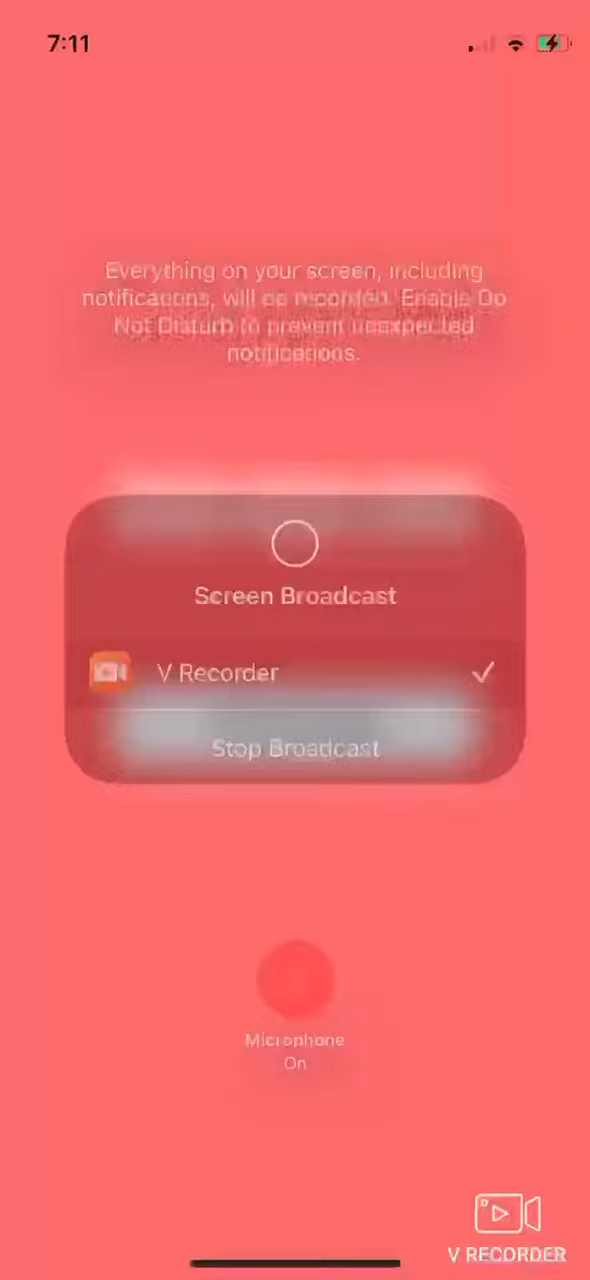 7:11
Everything on your screen, including
notifications, will be recorded. Enable Do
Not Disturb to prevent unexpected
notifications.
Screen Broadcast
V Recorder
Stop Broadcast
Microphone
On
V RECORDER